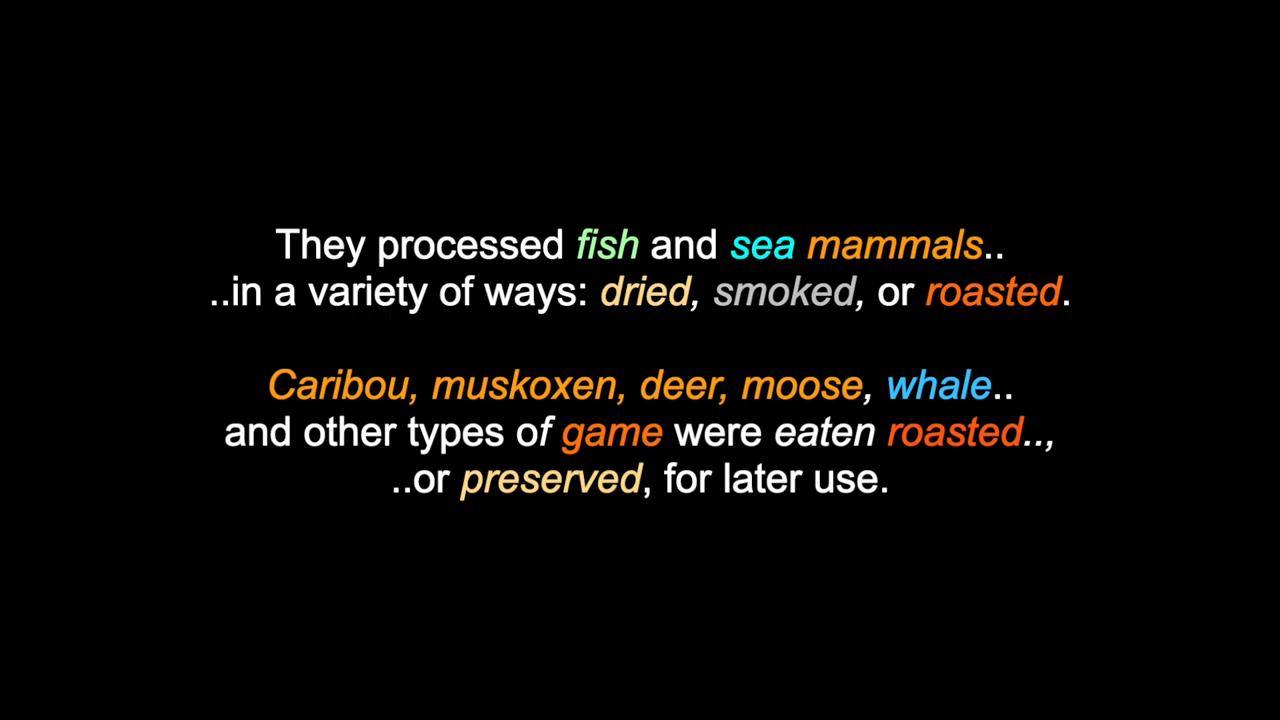 They processed fish and sea mammals..
..in a variety of ways: dried, smoked, or roasted.
Caribou, muskoxen, deer, moose, whale..
and other types of game were eaten roasted..,
..or preserved, for later use.